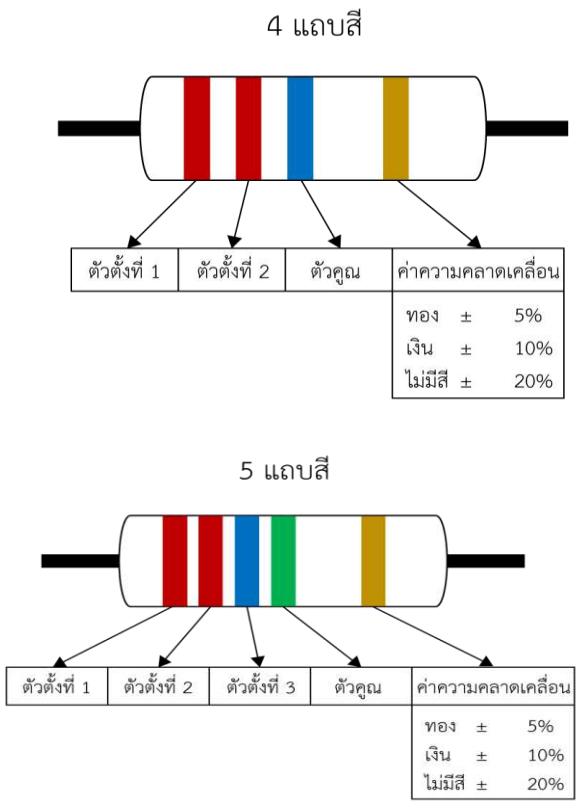 4 แถบสี
ตัวตั้งที่ 1 ตัวตั้งที่ 2 ตัวคูณ ค่าความคลาดเคลื่อน
ทอง ± 5%
เงิน ± 10%
ไม่มีสี ± 20%
5 แถบสี
ตัวตั้งที่ 1 ตัวตั้งที่ 2 ตัวตั้งที่ 3 ตัวคูณ ค่าความคลาดเคลื่อน
ทอง ± 5%
เงิน ± 10%
ไม่มีสี ± 20%